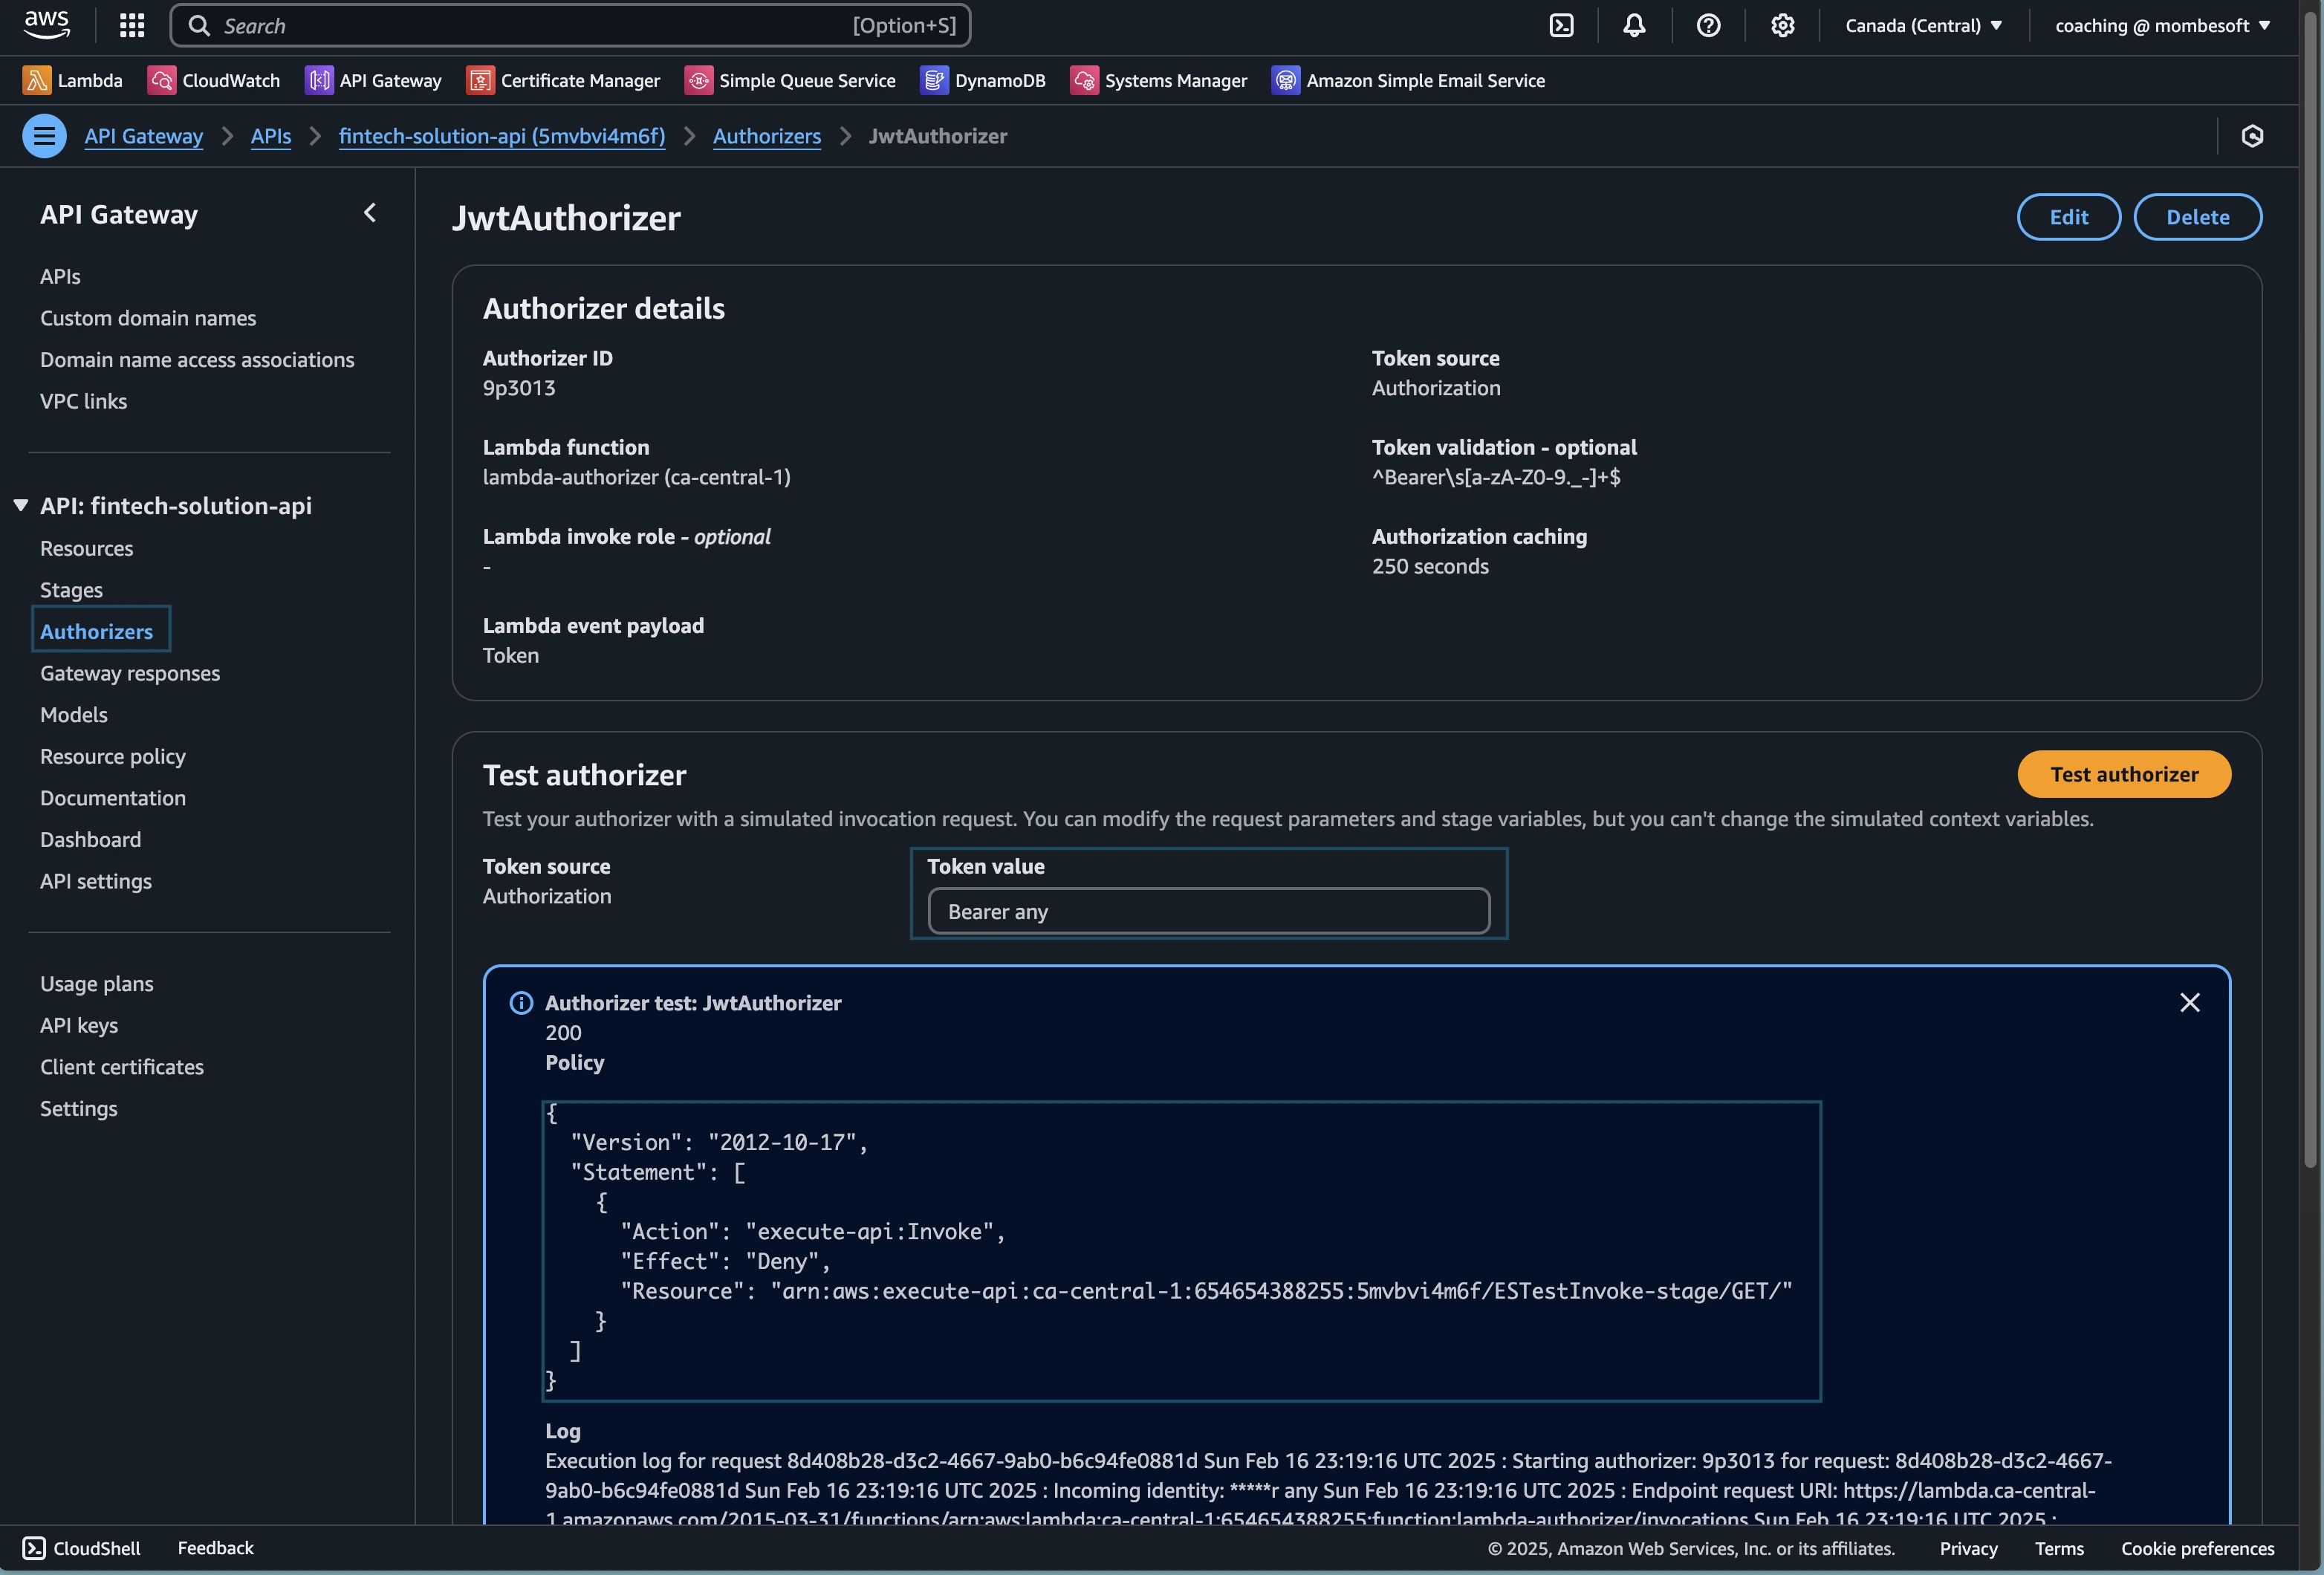 aws
Search [Option+S]
Canada (Central)
coaching @ mombesoft
Lambda
CloudWatch
API Gateway
Certificate Manager
Simple Queue Service
DynamoDB
Systems Manager
Amazon Simple Email Service
API Gateway
APIs
fintech-solution-api (5mvbvi4m6f)
Authorizers
JwtAuthorizer
API Gateway
APIs
Custom domain names
Domain name access associations
VPC links
API: fintech-solution-api
Resources
Stages
Authorizers
Gateway responses
Models
Resource policy
Documentation
Dashboard
API settings
Usage plans
API keys
Client certificates
Settings
JwtAuthorizer
Edit
Delete
Authorizer details
Authorizer ID
9p3013
Token source
Authorization
Lambda function
lambda-authorizer (ca-central-1)
Token validation - optional
^Bearer\s[a-zA-Z0-9._-]+$
Lambda invoke role - optional
-
Authorization caching
250 seconds
Lambda event payload
Token
Test authorizer
Test authorizer
Test your authorizer with a simulated invocation request. You can modify the request parameters and stage variables, but you can't change the simulated context variables.
Token source
Authorization
Token value
Bearer any
Authorizer test: JwtAuthorizer
200
Policy
{
"Version": "2012-10-17",
"Statement": [
{
"Action": "execute-api:Invoke",
"Effect": "Deny",
"Resource": "arn:aws:execute-api:ca-central-1:654654388255:5mvbvi4m6f/ESTestInvoke-stage/GET/"
}
]
}
Log
Execution log for request 8d408b28-d3c2-4667-9ab0-b6c94fe0881d Sun Feb 16 23:19:16 UTC 2025 : Starting authorizer: 9p3013 for request: 8d408b28-d3c2-4667-
9ab0-b6c94fe0881d Sun Feb 16 23:19:16 UTC 2025 : Incoming identity: *****r any Sun Feb 16 23:19:16 UTC 2025 : Endpoint request URI: https://lambda.ca-central-
1.amazonaws.com/2015-03-31/functions/arn:aws:lambda:ca-central-1:654654388255:function:lambda-authorizer/invocations Sun Feb 16 23:19:16 UTC 2025 :
CloudShell
Feedback
© 2025, Amazon Web Services, Inc. or its affiliates.
Privacy
Terms
Cookie preferences